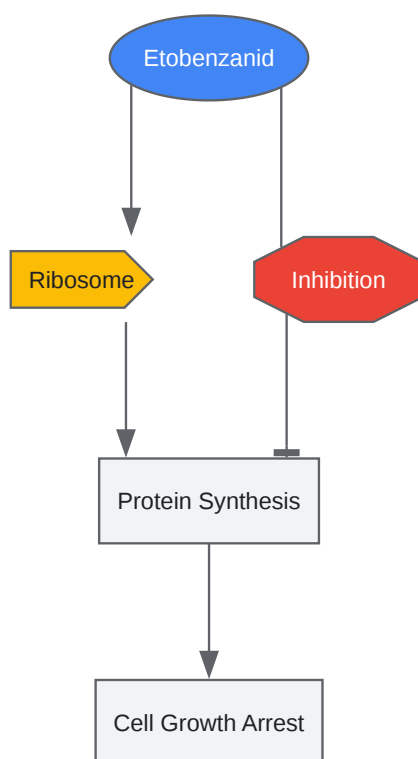 Etobenzanid
Ribosome
Inhibition
Protein Synthesis
Cell Growth Arrest